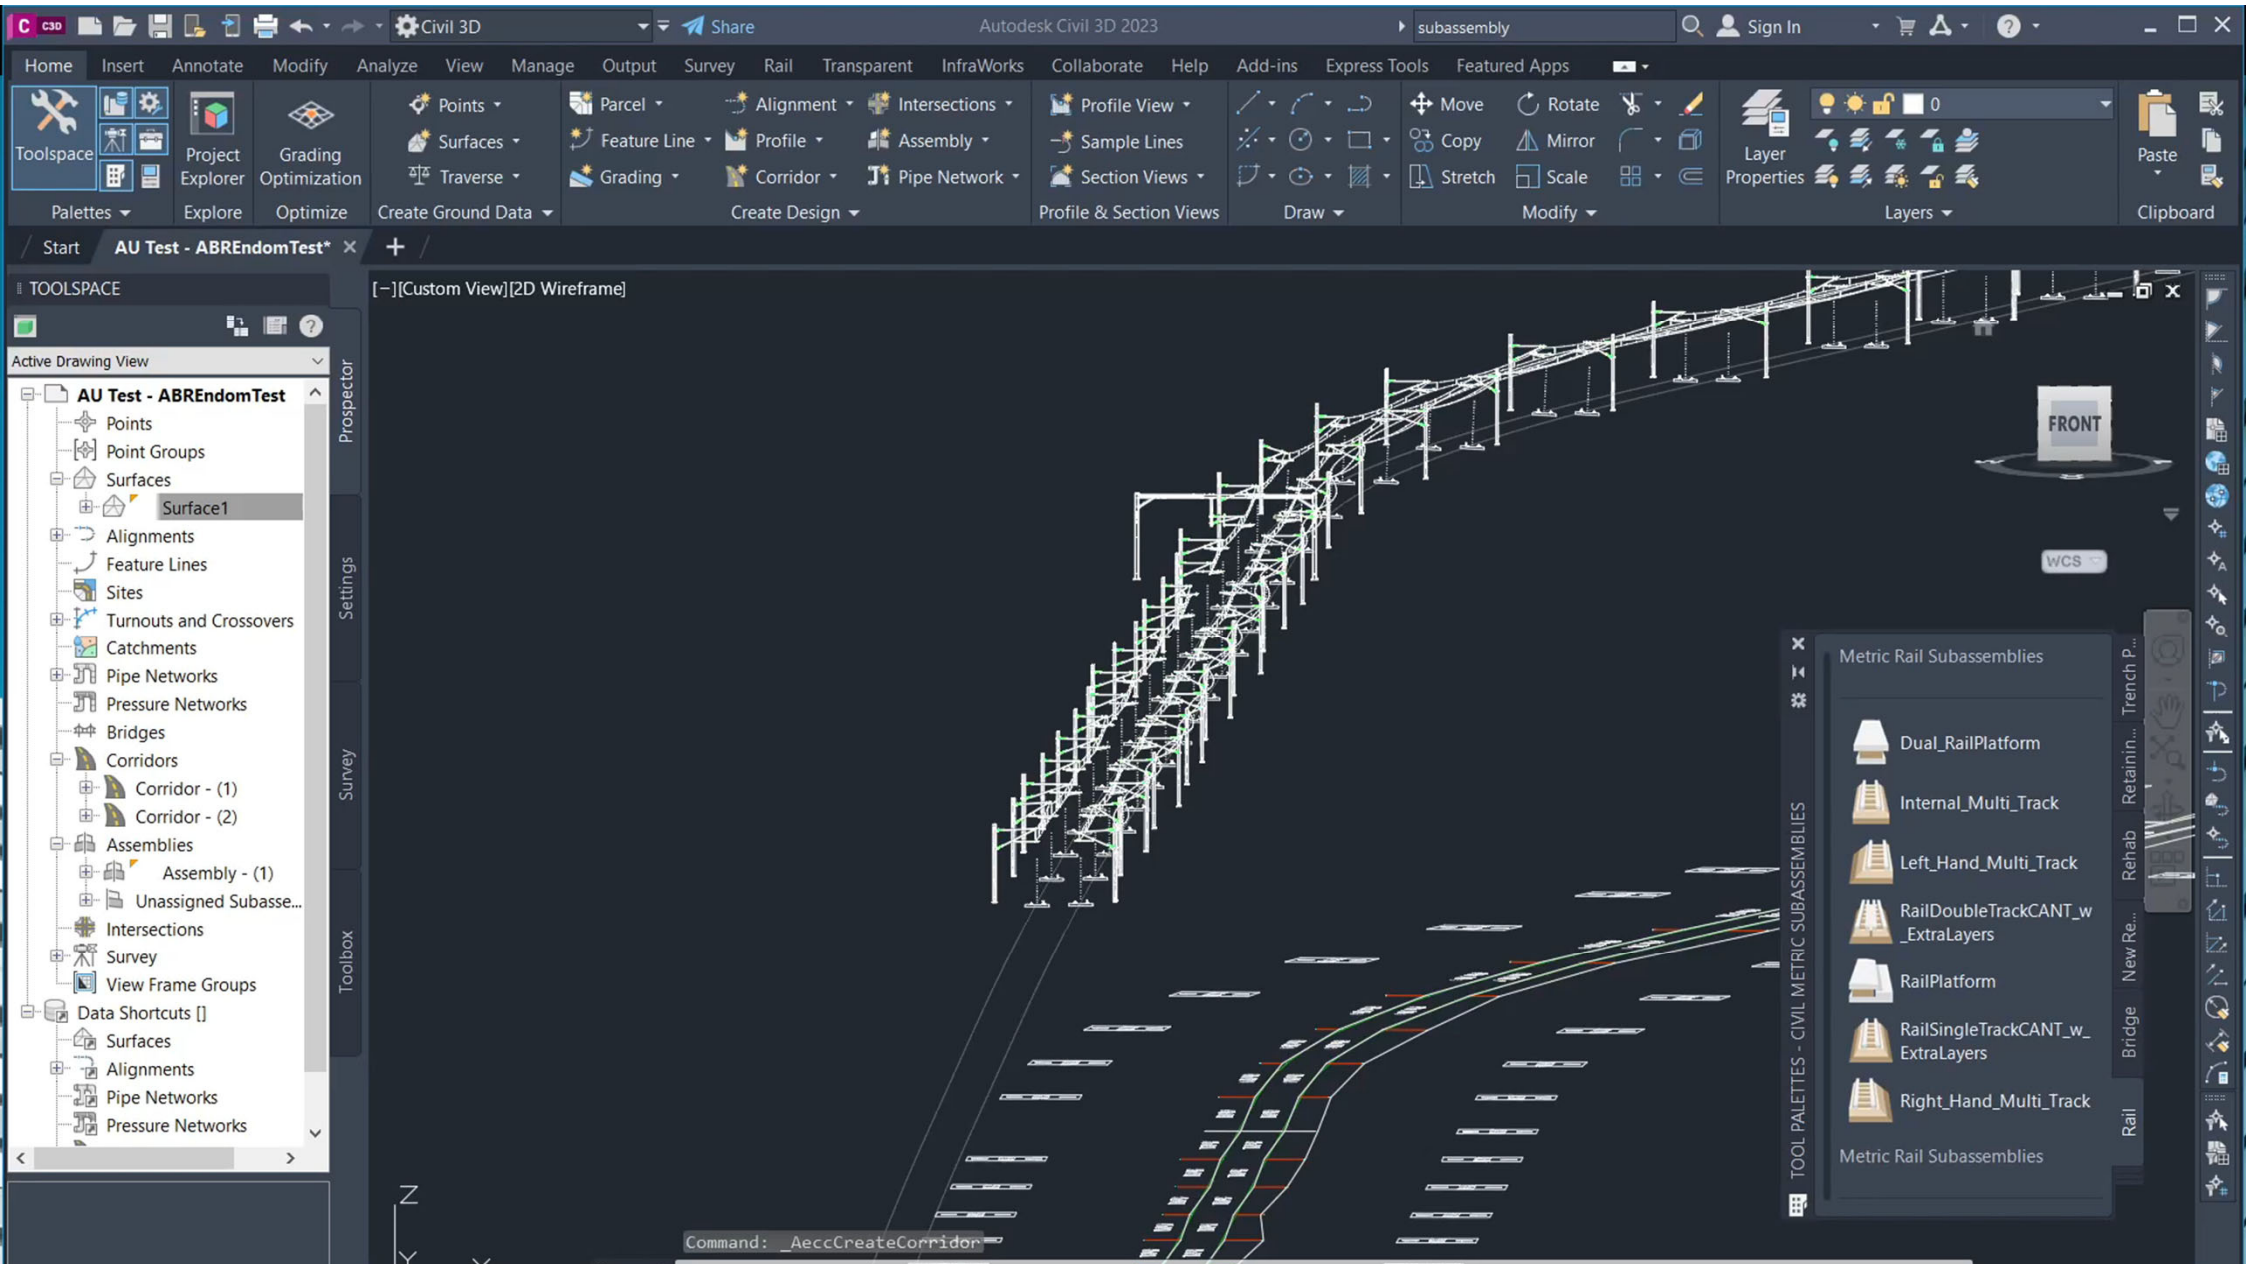 C C3D Civil 3D Share Autodesk Civil 3D 2023 subassembly Sign In
Home Insert Annotate Modify Analyze View Manage Output Survey Rail Transparent InfraWorks Collaborate Help Add-ins Express Tools Featured Apps
Points Parcel Alignment Intersections Profile View Move Rotate 0
Toolspace Project Explorer Grading Optimization Surfaces Feature Line Profile Assembly Sample Lines Copy Mirror Layer Properties Paste
Traverse Grading Corridor Pipe Network Section Views Stretch Scale
Palettes Explore Optimize Create Ground Data Create Design Profile & Section Views Draw Modify Layers Clipboard
Start AU Test - ABREndomTest*
TOOLSPACE
Active Drawing View
AU Test - ABREndomTest
Points
Point Groups
Surfaces
Surface1
Alignments
Feature Lines
Sites
Turnouts and Crossovers
Catchments
Pipe Networks
Pressure Networks
Bridges
Corridors
Corridor - (1)
Corridor - (2)
Assemblies
Assembly - (1)
Unassigned Subasse...
Intersections
Survey
View Frame Groups
Data Shortcuts []
Surfaces
Alignments
Pipe Networks
Pressure Networks
Prospector
Settings
Survey
Toolbox
[−][Custom View][2D Wireframe]
FRONT
WCS
Z
Y
Command: _AeccCreateCorridor
TOOL PALETTES - CIVIL METRIC SUBASSEMBLIES
Metric Rail Subassemblies
Dual_RailPlatform
Internal_Multi_Track
Left_Hand_Multi_Track
RailDoubleTrackCANT_w
_ExtraLayers
RailPlatform
RailSingleTrackCANT_w_
ExtraLayers
Right_Hand_Multi_Track
Metric Rail Subassemblies
Trench P...
Retainin...
Rehab
New Re...
Bridge
Rail